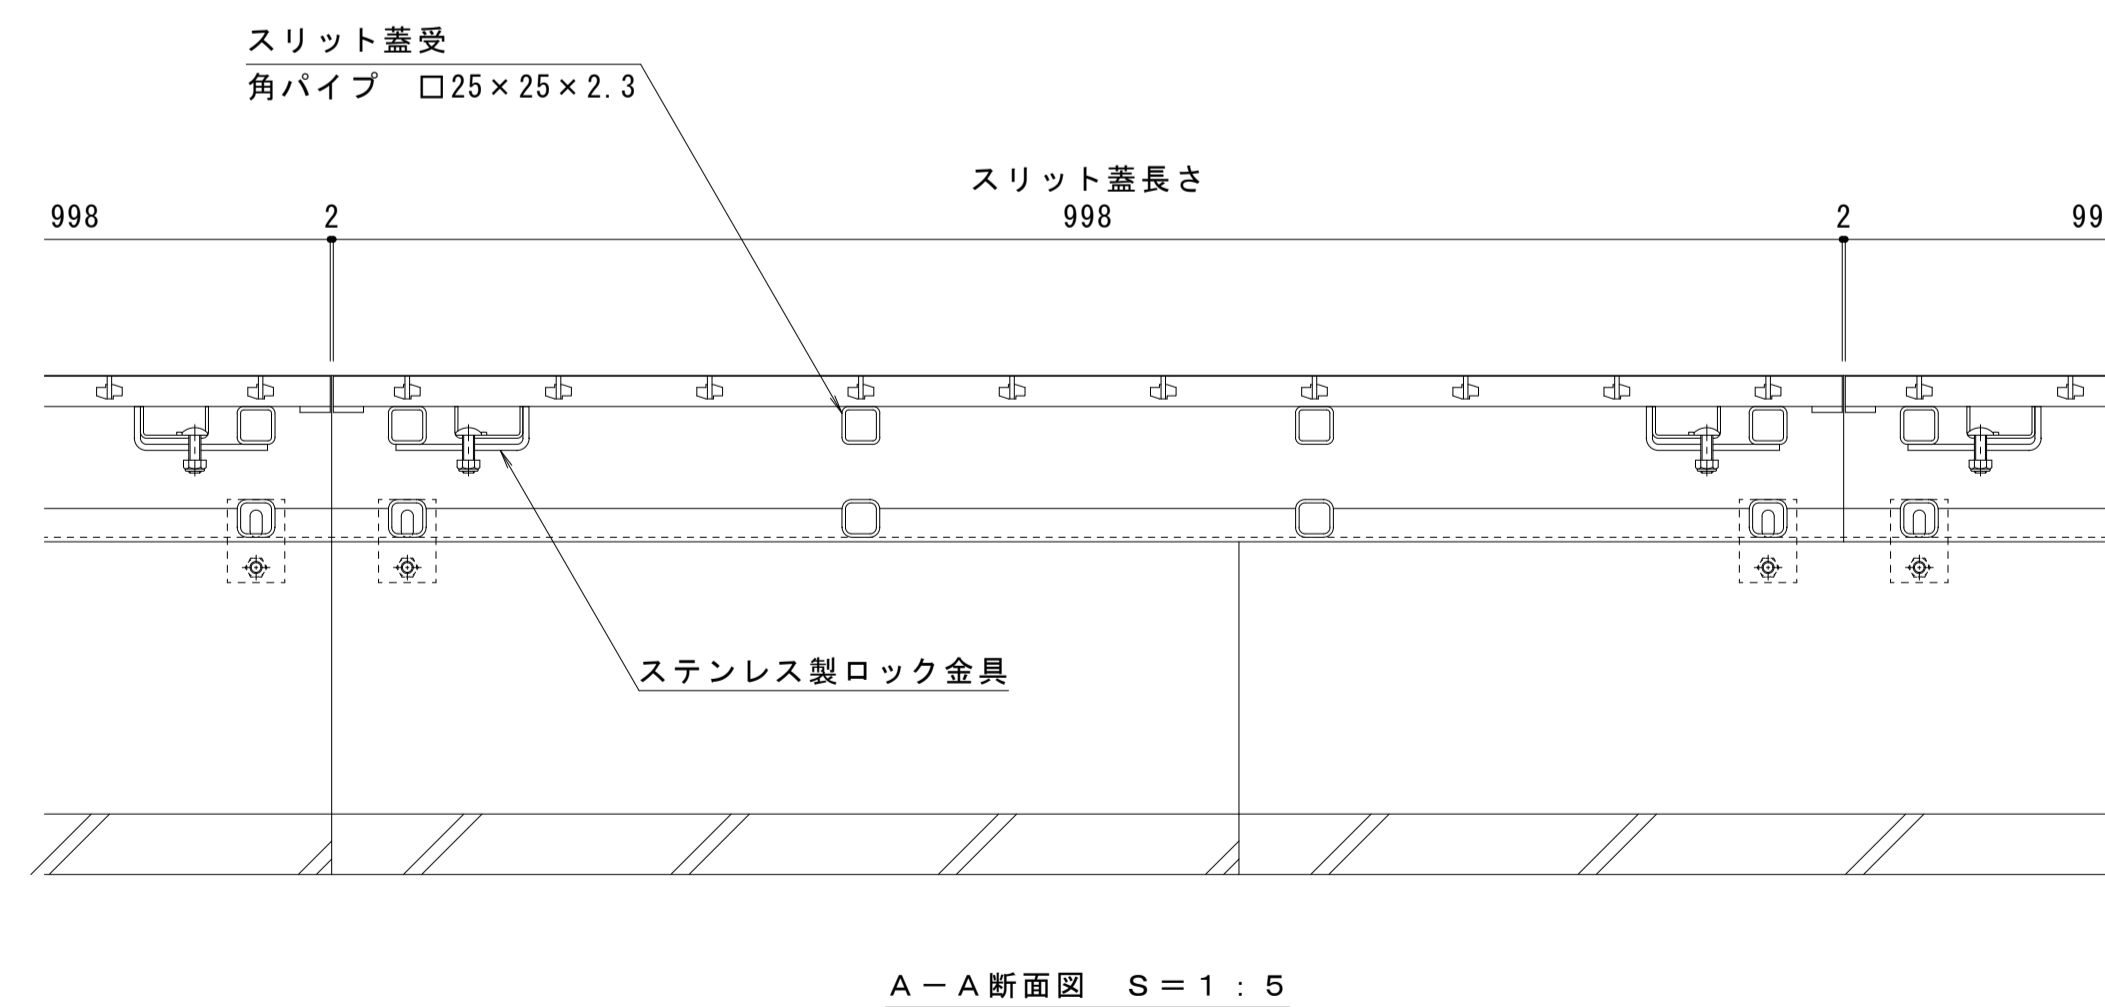 スリット蓋受
角パイプ　□25×25×2.3
スリット蓋長さ
998 2 998 2 99
ステンレス製ロック金具
A－A断面図　S＝1：5